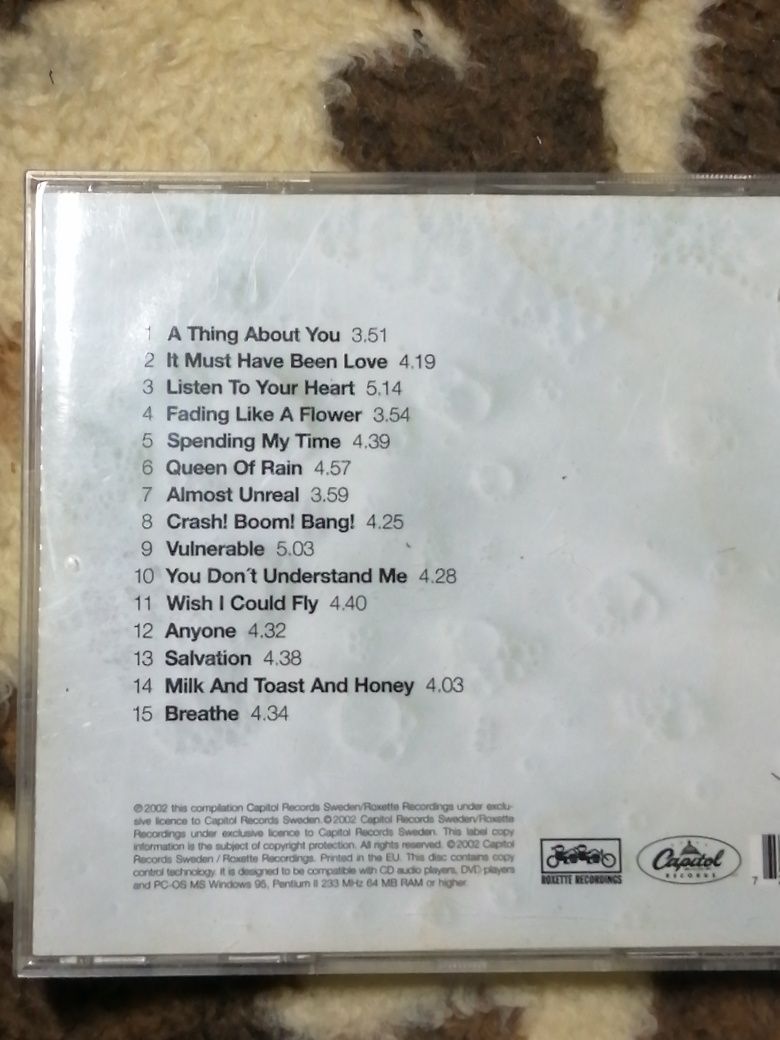 1 A Thing About You 3.51
2 It Must Have Been Love 4.19
3 Listen To Your Heart 5.14
4 Fading Like A Flower 3.54
5 Spending My Time 4.39
6 Queen Of Rain 4.57
7 Almost Unreal 3.59
8 Crash! Boom! Bang! 4.25
9 Vulnerable 5.03
10 You Don´t Understand Me 4.28
11 Wish I Could Fly 4.40
12 Anyone 4.32
13 Salvation 4.38
14 Milk And Toast And Honey 4.03
15 Breathe 4.34
℗2002 this compilation Capitol Records Sweden/Roxette Recordings under exclu-
sive licence to Capitol Records Sweden.©2002 Capitol Records Sweden/Roxette
Recordings under exclusive licence to Capitol Records Sweden. This label copy
information is the subject of copyright protection. All rights reserved. ©2002 Capitol
Records Sweden / Roxette Recordings. Printed in the EU. This disc contains copy
control technology. It is designed to be compatible with CD audio players, DVD players
and PC-OS MS Windows 95, Pentium II 233 MHz 64 MB RAM or higher.
ROXETTE RECORDINGS
Capitol
RECORDS
7